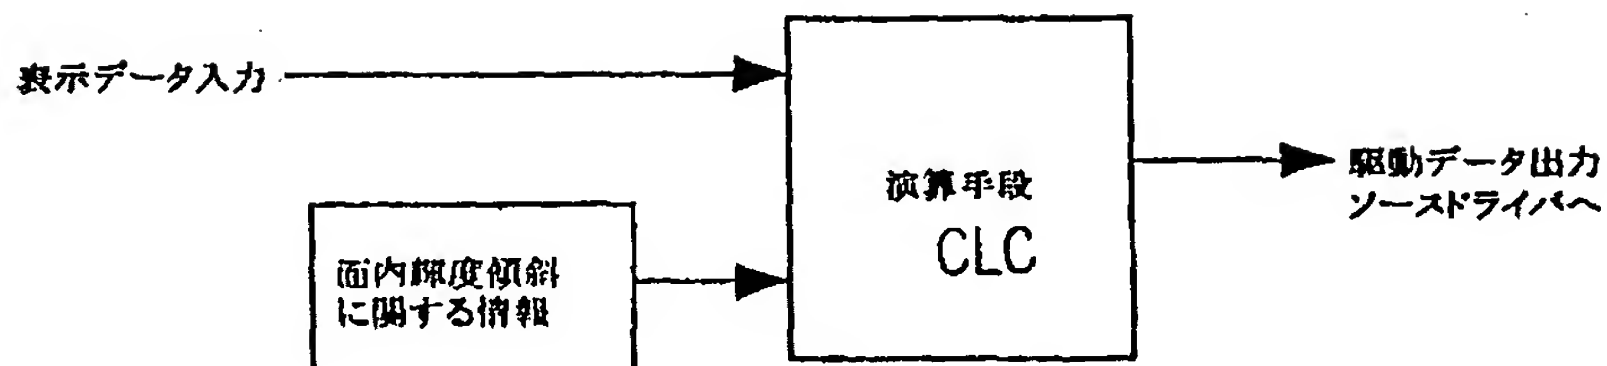 表示データ入力
演算手段
CLC
駆動データ出力
ソースドライバへ
面内輝度傾斜
に関する情報